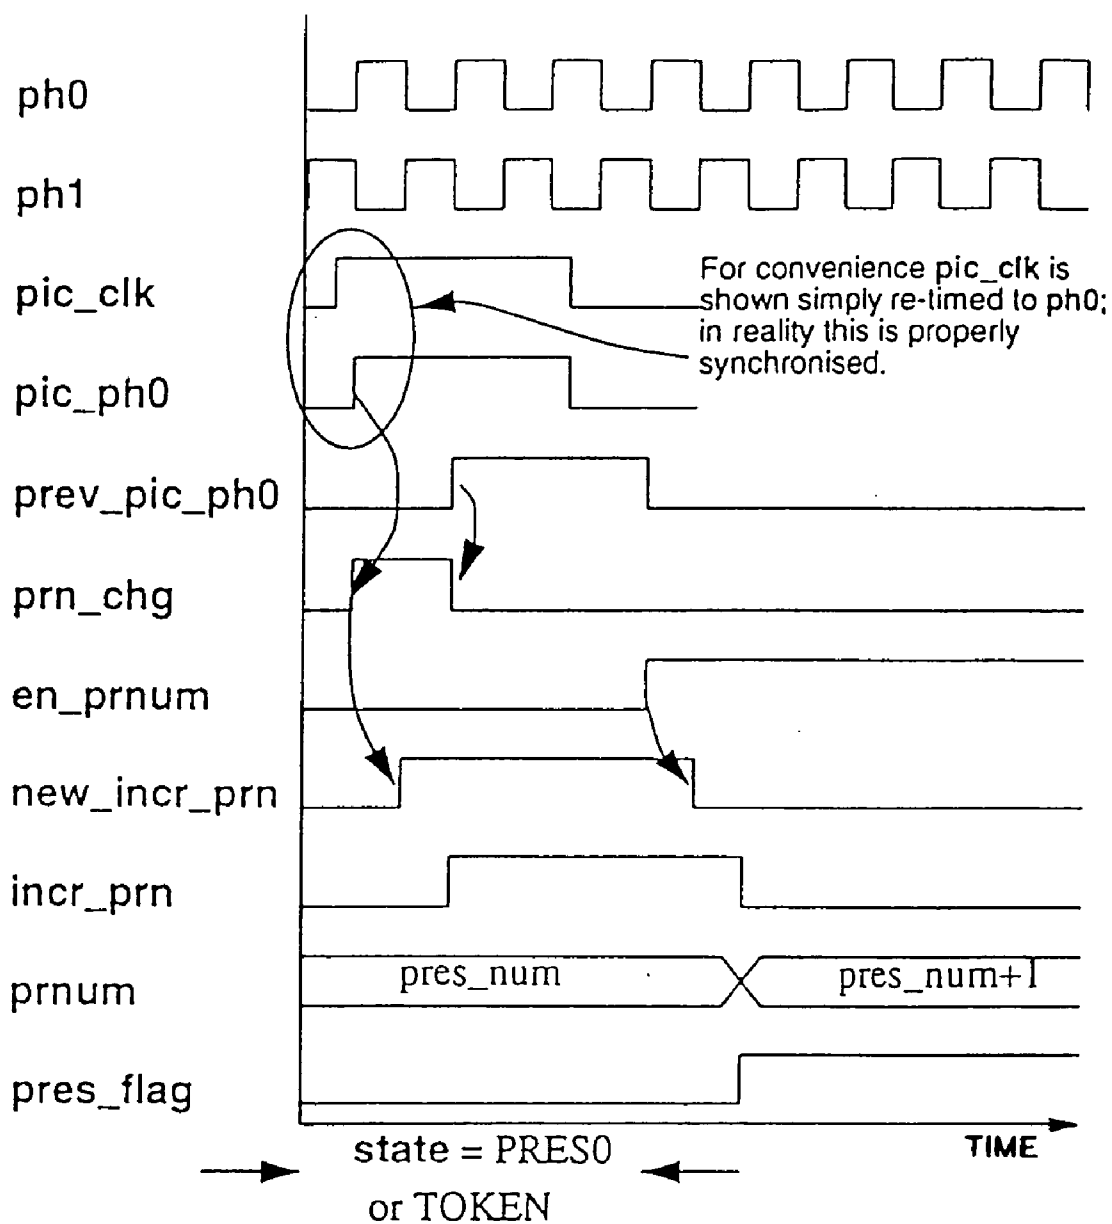 ph0
ph1
pic_clk
For convenience pic_clk is
shown simply re-timed to ph0;
in reality this is properly
synchronised.
pic_ph0
prev_pic_ph0
prn_chg
en_prnum
new_incr_prn
incr_prn
prnum
pres_num
pres_num+1
pres_flag
TIME
state = PRES0
or TOKEN